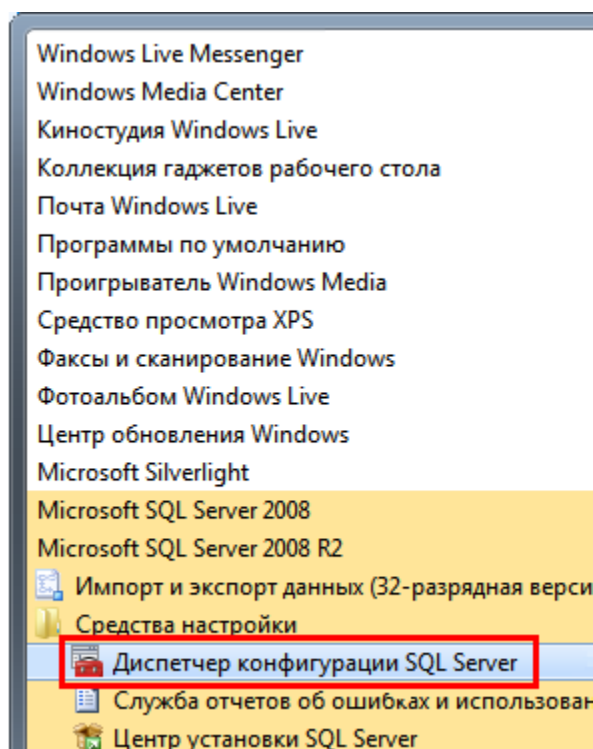 Windows Live Messenger
Windows Media Center
Киностудия Windows Live
Коллекция гаджетов рабочего стола
Почта Windows Live
Программы по умолчанию
Проигрыватель Windows Media
Средство просмотра XPS
Факсы и сканирование Windows
Фотоальбом Windows Live
Центр обновления Windows
Microsoft Silverlight
Microsoft SQL Server 2008
Microsoft SQL Server 2008 R2
Импорт и экспорт данных (32-разрядная верси
Средства настройки
Диспетчер конфигурации SQL Server
Служба отчетов об ошибках и использован
Центр установки SQL Server